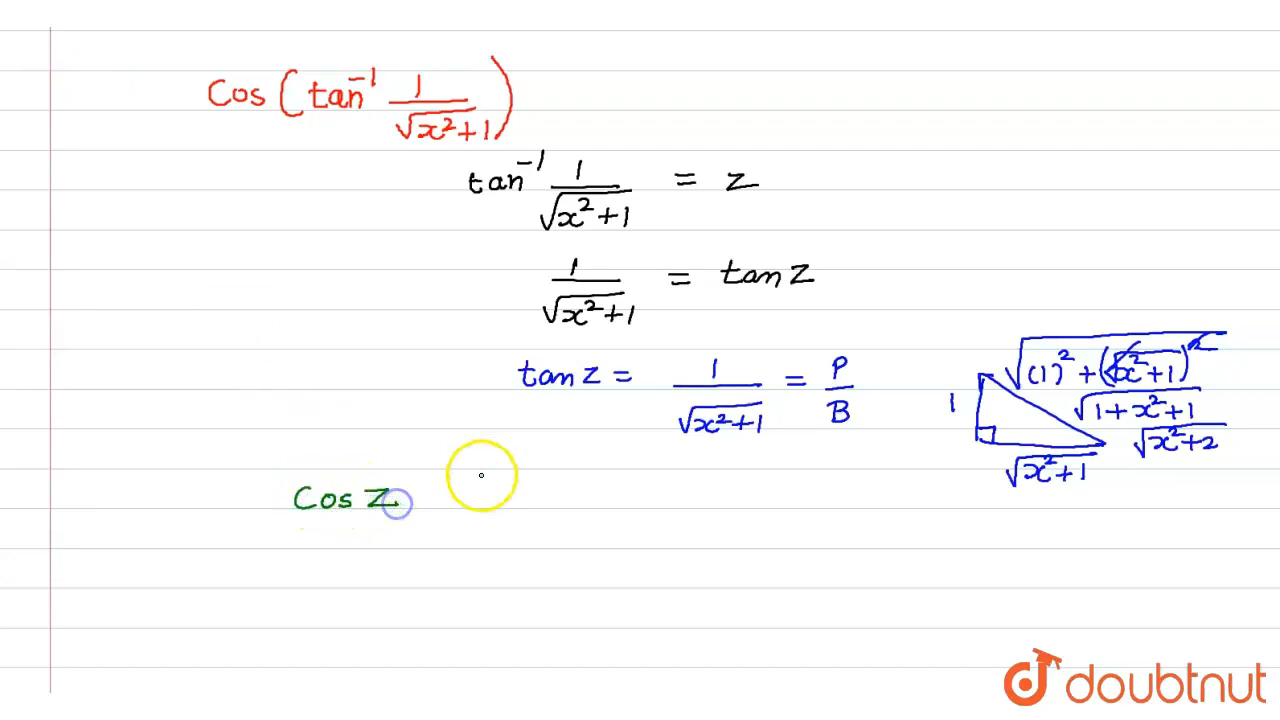 Cos (tan⁻¹ 1/√x²+1)
tan⁻¹ 1/√x²+1 = z
1/√x²+1 = tan z
tan z = 1/√x²+1 = P/B
√(1)² + (√x²+1)²
1
√1+x²+1
√x²+2
√x²+1
Cos z
doubtnut